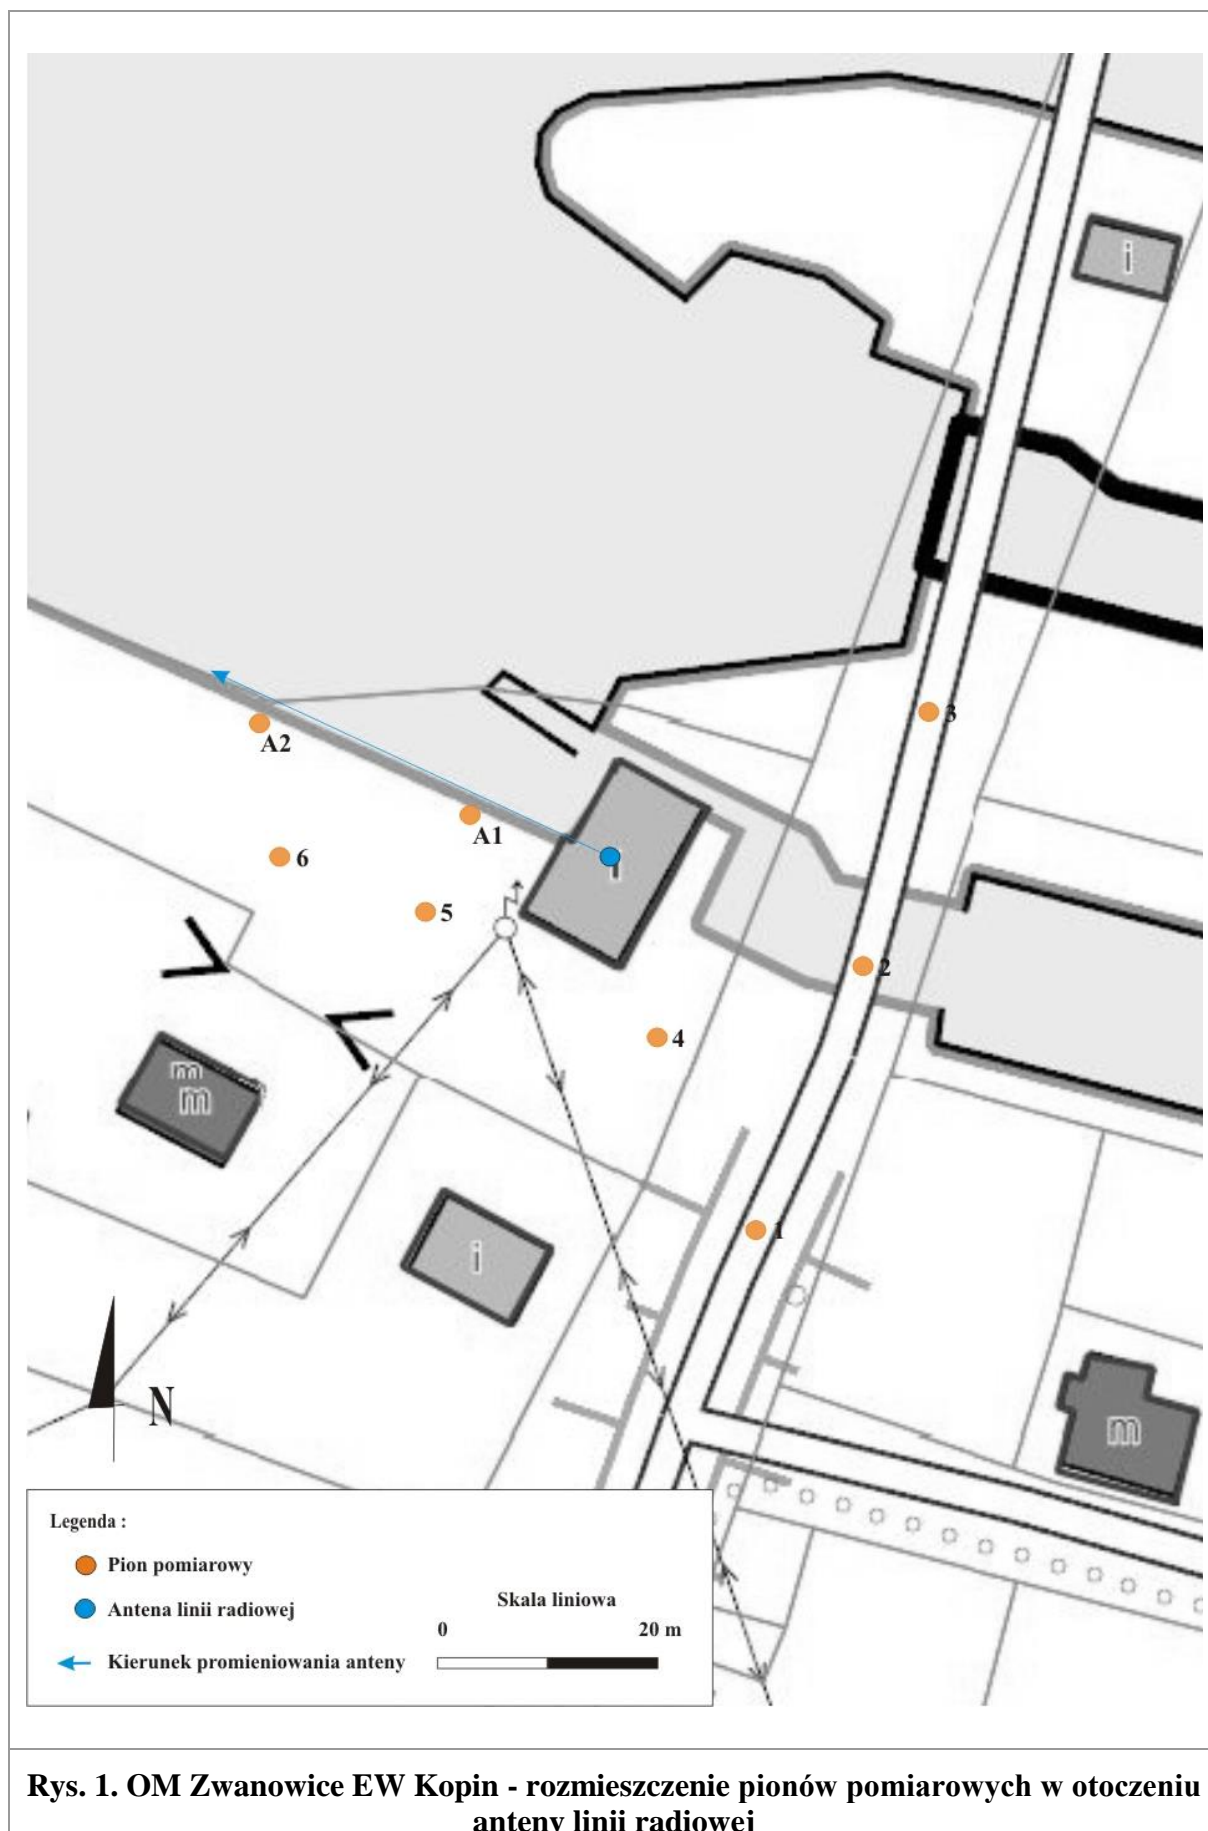 i
3
A2
A1
6
i
5
2
4
m
m
1
i
N
m
Legenda :
Pion pomiarowy
Antena linii radiowej
Kierunek promieniowania anteny
Skala liniowa
0 20 m
Rys. 1. OM Zwanowice EW Kopin - rozmieszczenie pionów pomiarowych w otoczeniu
anteny linii radiowej